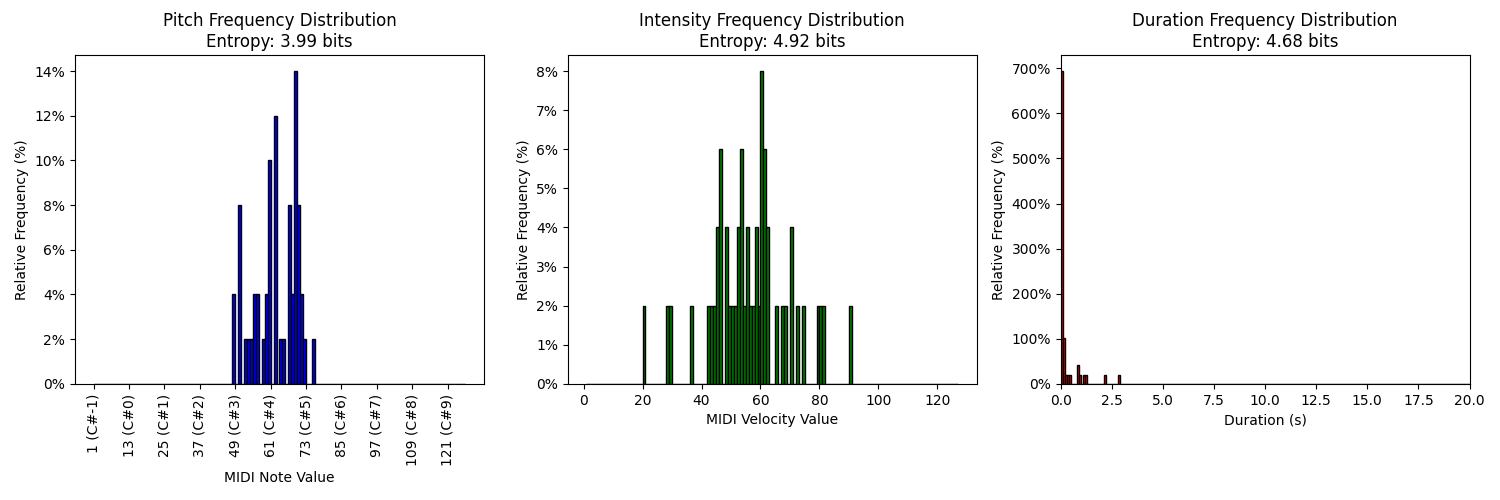 Pitch Frequency Distribution
Entropy: 3.99 bits
14%
12%
10%
8%
6%
4%
2%
0%
Relative Frequency (%)
1 (C#-1)
13 (C#0)
25 (C#1)
37 (C#2)
49 (C#3)
61 (C#4)
73 (C#5)
85 (C#6)
97 (C#7)
109 (C#8)
121 (C#9)
MIDI Note Value
Intensity Frequency Distribution
Entropy: 4.92 bits
8%
7%
6%
5%
4%
3%
2%
1%
0%
Relative Frequency (%)
0
20
40
60
80
100
120
MIDI Velocity Value
Duration Frequency Distribution
Entropy: 4.68 bits
700%
600%
500%
400%
300%
200%
100%
0%
Relative Frequency (%)
0.0
2.5
5.0
7.5
10.0
12.5
15.0
17.5
20.0
Duration (s)